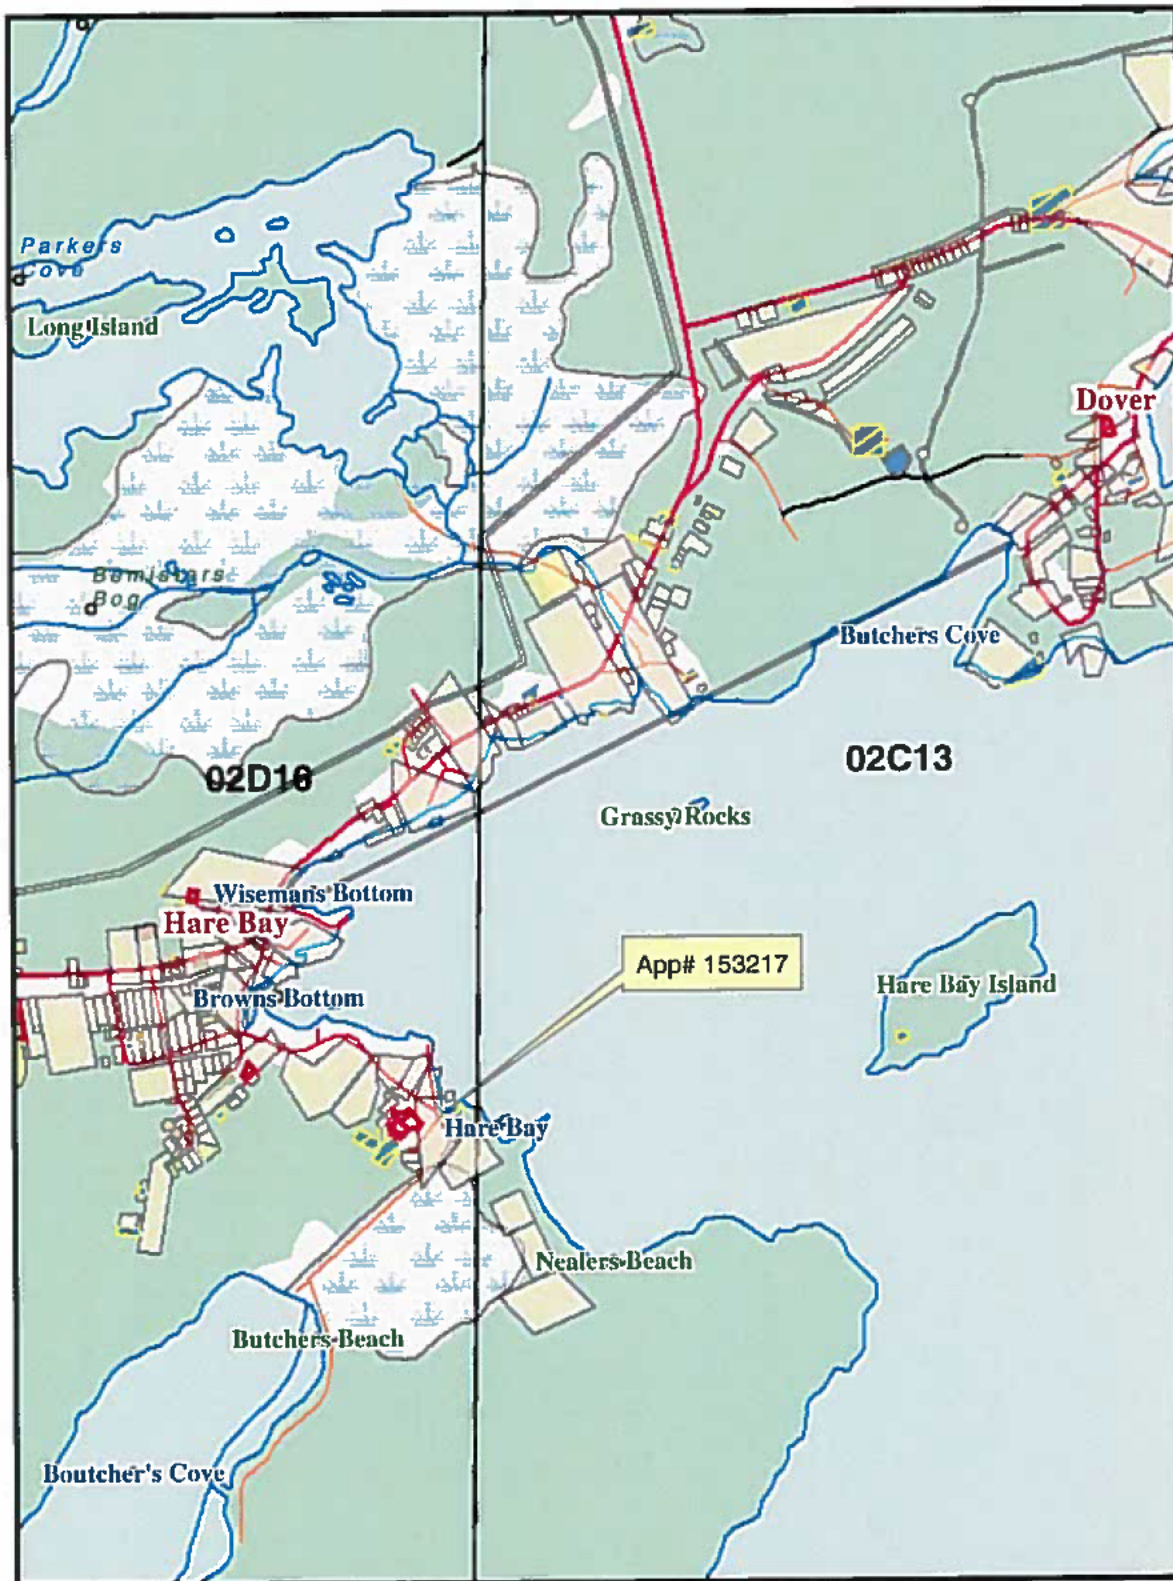 Parkers
Cove
Long Island
Dover
Bemisters
Bog
Butchers Cove
02D16
02C13
Grassy Rocks
Wiseman's Bottom
Hare Bay
App# 153217
Hare Bay Island
Browns Bottom
Hare Bay
Nealers Beach
Butchers Beach
Boutcher's Cove